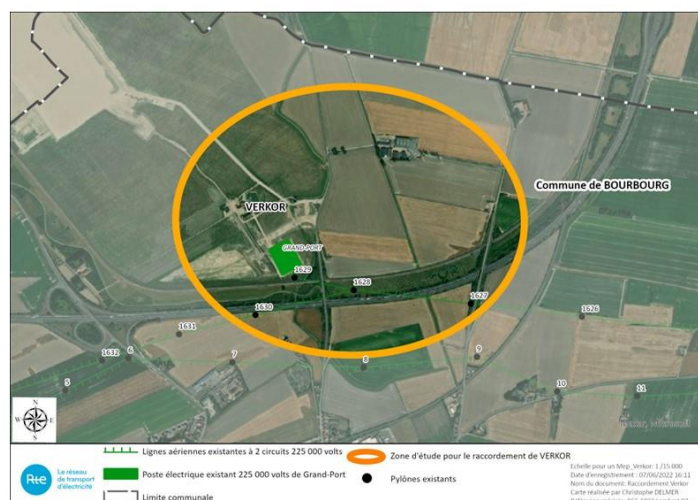 Commune de BOURBOURG
VERKOR
GRAND-PORT
1629
1628
1627
1630
1626
1631
1632
6
7
8
9
5
10
11
N
W
E
S
Rte
Le réseau
de transport
d'électricité
Lignes aériennes existantes à 2 circuits 225 000 volts
Poste électrique existant 225 000 volts de Grand-Port
Limite communale
Zone d'étude pour le raccordement de VERKOR
Pylônes existants
Echelle pour un Mxp_Verkor: 1 /15 000
Date d'enregistrement : 07/06/2022 16:11
Nom du document: Raccordement Verkor
Carte réalisée par Christophe DELMER